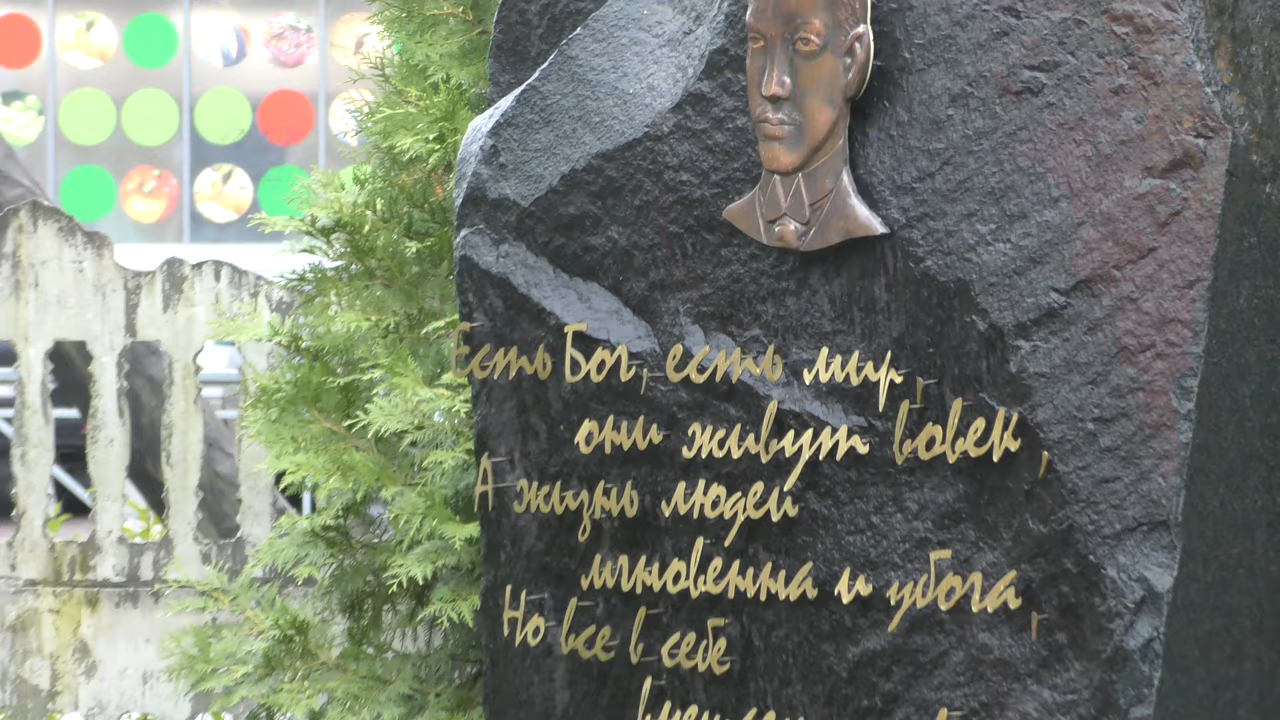 Есть Бог, есть мир,
они живут вовек,
А жизнь людей
мгновенна и убога,
Но все в себе